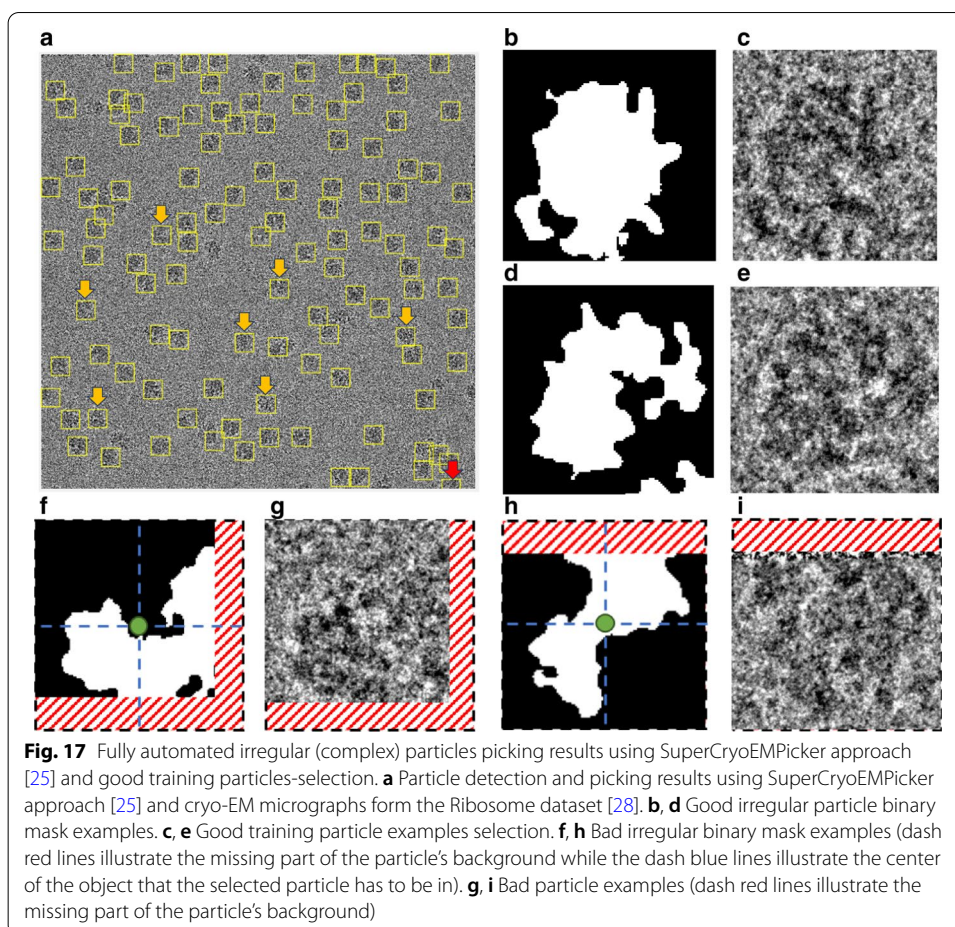 a
b
c
d
e
f
g
h
i
Fig. 17 Fully automated irregular (complex) particles picking results using SuperCryoEMPicker approach
[25] and good training particles-selection. a Particle detection and picking results using SuperCryoEMPicker
approach [25] and cryo-EM micrographs form the Ribosome dataset [28]. b, d Good irregular particle binary
mask examples. c, e Good training particle examples selection. f, h Bad irregular binary mask examples (dash
red lines illustrate the missing part of the particle's background while the dash blue lines illustrate the center
of the object that the selected particle has to be in). g, i Bad particle examples (dash red lines illustrate the
missing part of the particle's background)